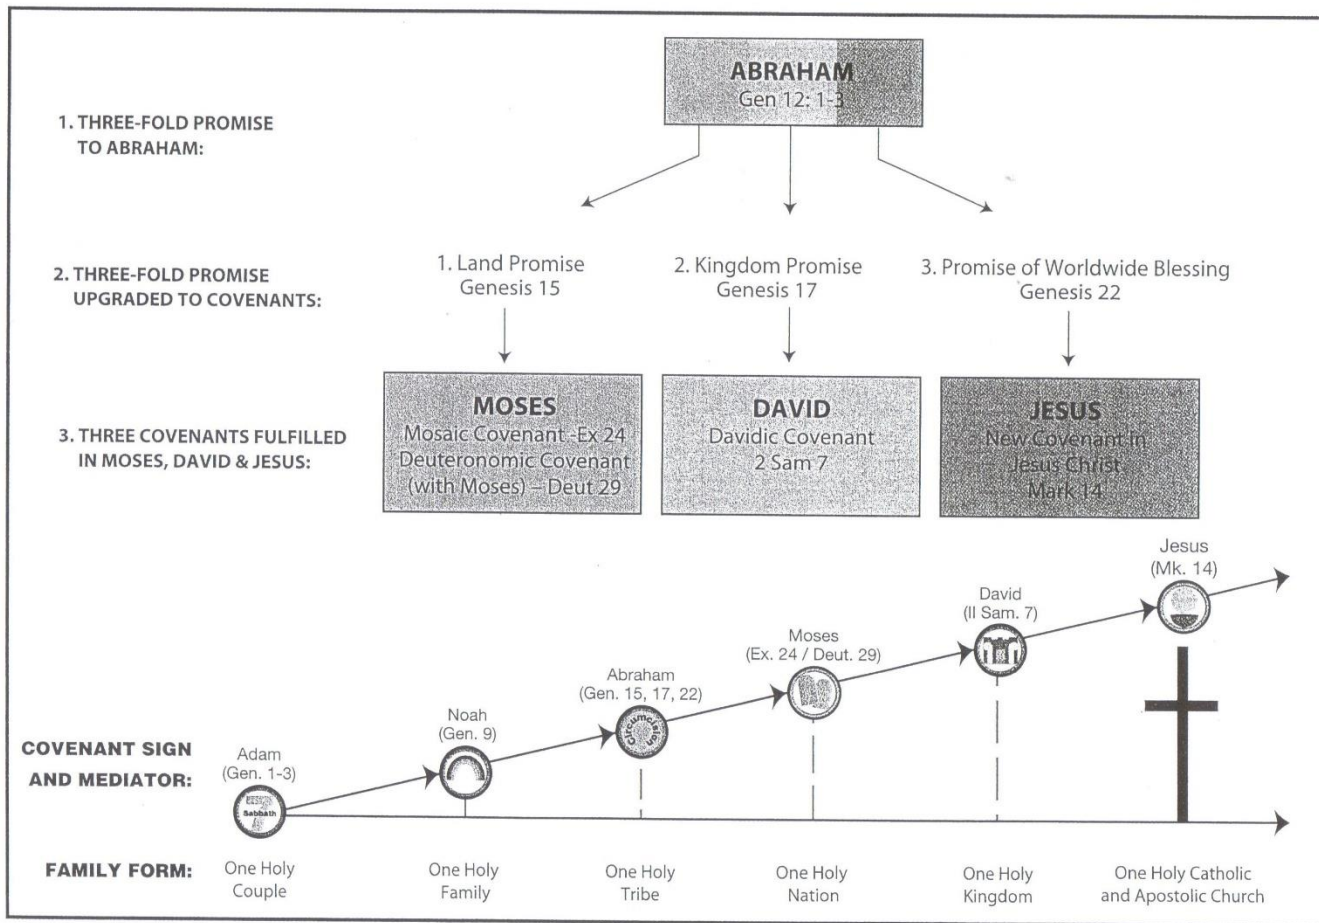 ABRAHAM
Gen 12: 1-3
1. THREE-FOLD PROMISE
TO ABRAHAM:
2. THREE-FOLD PROMISE
UPGRADED TO COVENANTS:
1. Land Promise
Genesis 15
2. Kingdom Promise
Genesis 17
3. Promise of Worldwide Blessing
Genesis 22
3. THREE COVENANTS FULFILLED
IN MOSES, DAVID & JESUS:
MOSES
Mosaic Covenant -Ex 24
Deuteronomic Covenant
(with Moses) – Deut 29
DAVID
Davidic Covenant
2 Sam 7
JESUS
New Covenant In
Jesus Christ
Mark 14
COVENANT SIGN
AND MEDIATOR:
Adam
(Gen. 1-3)
Sabbath
Noah
(Gen. 9)
Abraham
(Gen. 15, 17, 22)
Circumcision
Moses
(Ex. 24 / Deut. 29)
David
(II Sam. 7)
Jesus
(Mk. 14)
FAMILY FORM:
One Holy
Couple
One Holy
Family
One Holy
Tribe
One Holy
Nation
One Holy
Kingdom
One Holy Catholic
and Apostolic Church